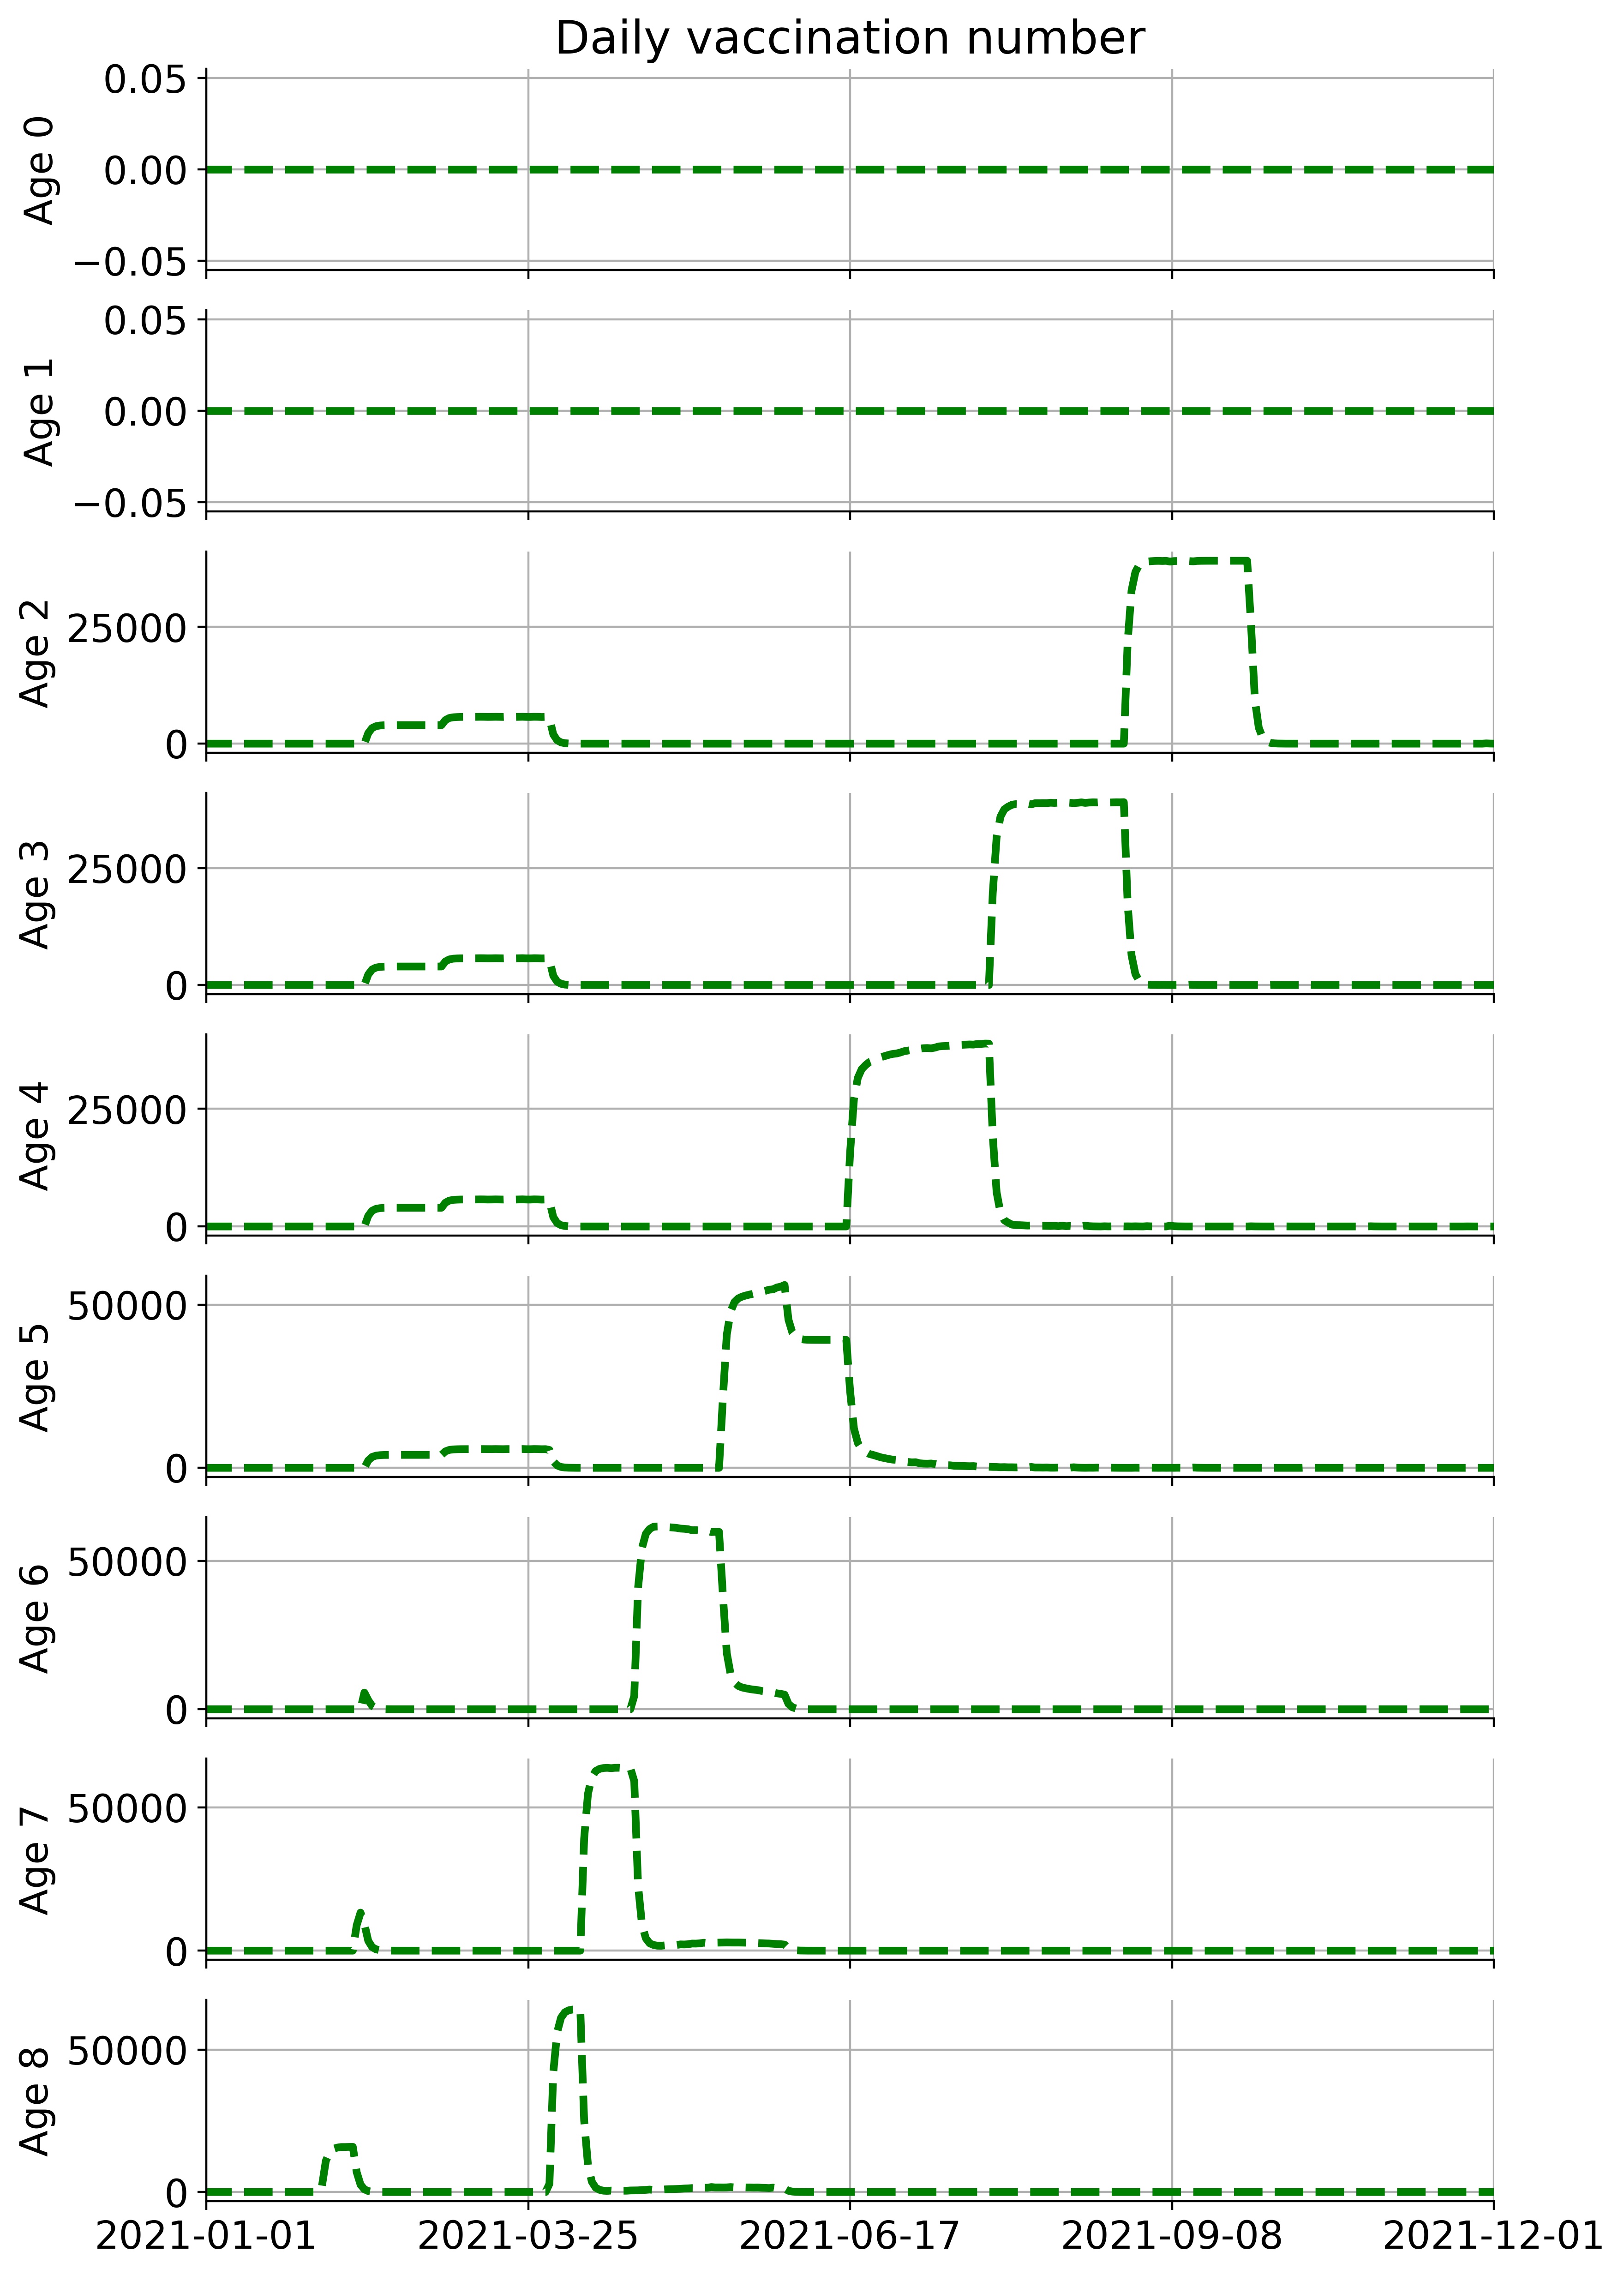 Daily vaccination number
Age 0
0.05
0.00
−0.05
Age 1
0.05
0.00
−0.05
Age 2
25000
0
Age 3
25000
0
Age 4
25000
0
Age 5
50000
0
Age 6
50000
0
Age 7
50000
0
Age 8
50000
0
2021-01-01 2021-03-25 2021-06-17 2021-09-08 2021-12-01